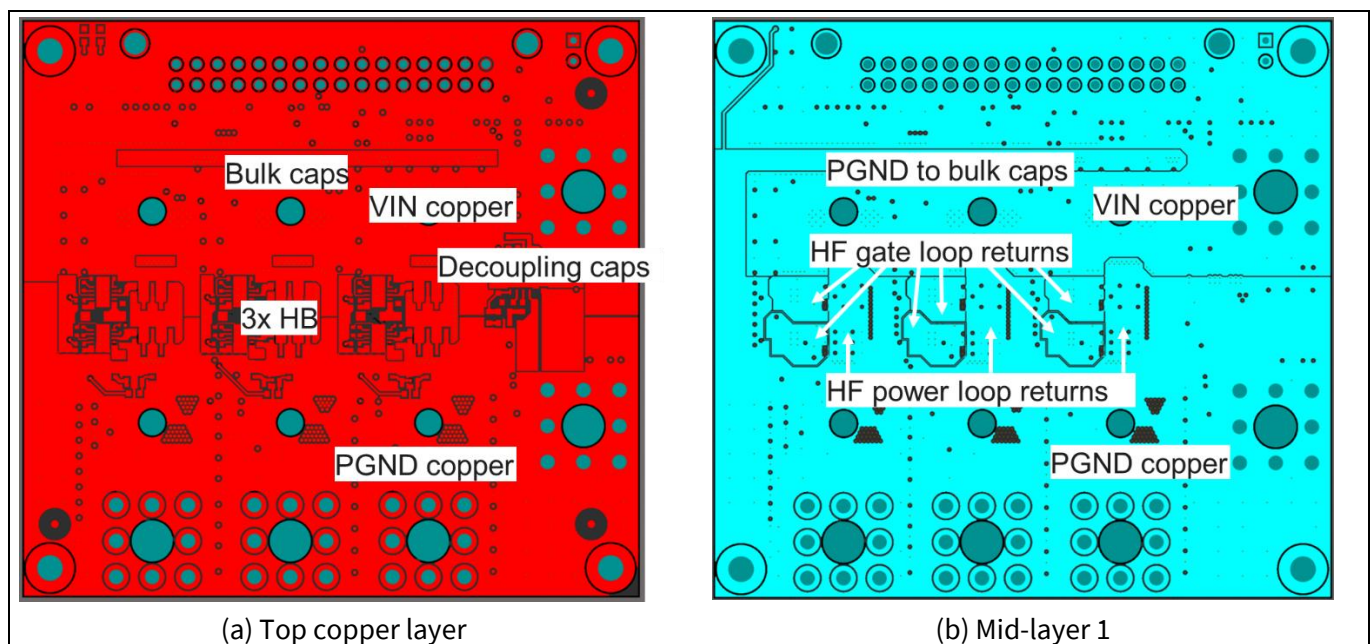 Bulk caps
VIN copper
Decoupling caps
3x HB
PGND copper
(a) Top copper layer
PGND to bulk caps
VIN copper
HF gate loop returns
HF power loop returns
PGND copper
(b) Mid-layer 1